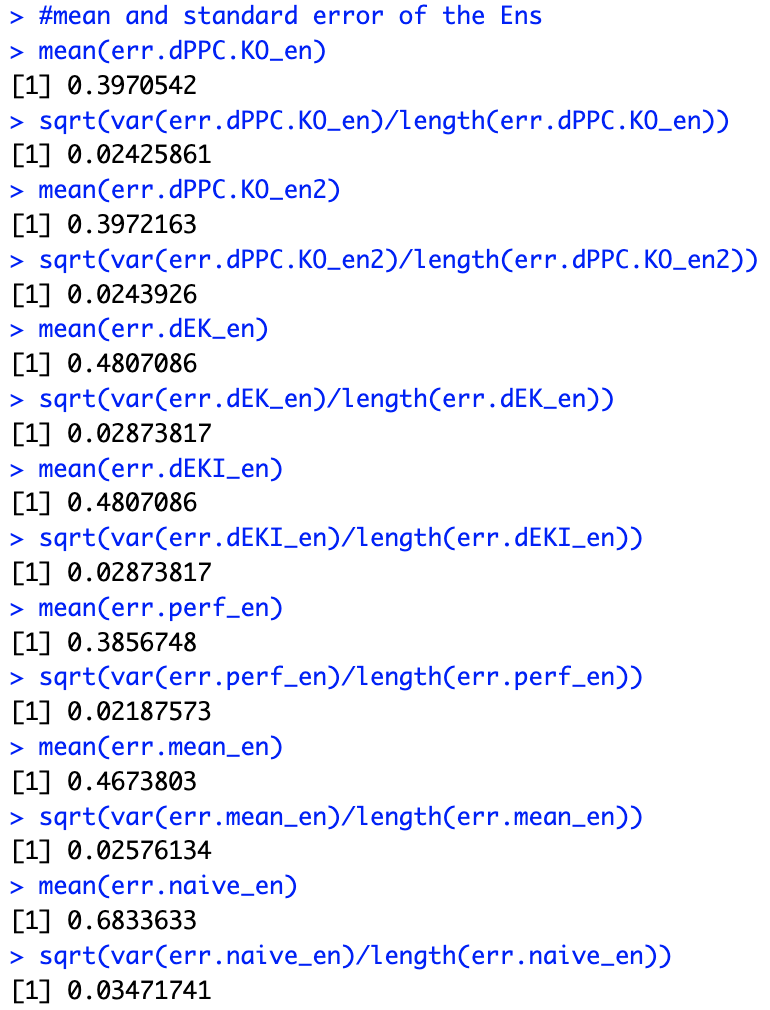 > #mean and standard error of the Ens
> mean(err.dPPC.KO_en)
[1] 0.3970542
> sqrt(var(err.dPPC.KO_en)/length(err.dPPC.KO_en))
[1] 0.02425861
> mean(err.dPPC.KO_en2)
[1] 0.3972163
> sqrt(var(err.dPPC.KO_en2)/length(err.dPPC.KO_en2))
[1] 0.0243926
> mean(err.dEK_en)
[1] 0.4807086
> sqrt(var(err.dEK_en)/length(err.dEK_en))
[1] 0.02873817
> mean(err.dEKI_en)
[1] 0.4807086
> sqrt(var(err.dEKI_en)/length(err.dEKI_en))
[1] 0.02873817
> mean(err.perf_en)
[1] 0.3856748
> sqrt(var(err.perf_en)/length(err.perf_en))
[1] 0.02187573
> mean(err.mean_en)
[1] 0.4673803
> sqrt(var(err.mean_en)/length(err.mean_en))
[1] 0.02576134
> mean(err.naive_en)
[1] 0.6833633
> sqrt(var(err.naive_en)/length(err.naive_en))
[1] 0.03471741